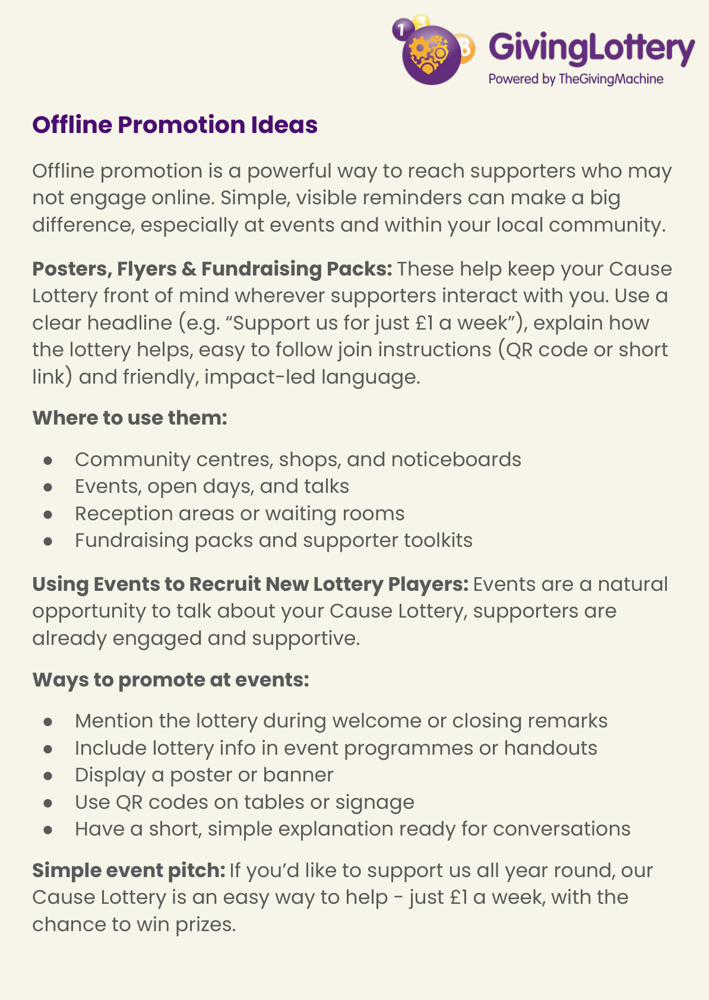 1
3
8
GivingLottery
Powered by TheGivingMachine
Offline Promotion Ideas
Offline promotion is a powerful way to reach supporters who may
not engage online. Simple, visible reminders can make a big
difference, especially at events and within your local community.
Posters, Flyers & Fundraising Packs: These help keep your Cause
Lottery front of mind wherever supporters interact with you. Use a
clear headline (e.g. “Support us for just £1 a week”), explain how
the lottery helps, easy to follow join instructions (QR code or short
link) and friendly, impact-led language.
Where to use them:
● Community centres, shops, and noticeboards
● Events, open days, and talks
● Reception areas or waiting rooms
● Fundraising packs and supporter toolkits
Using Events to Recruit New Lottery Players: Events are a natural
opportunity to talk about your Cause Lottery, supporters are
already engaged and supportive.
Ways to promote at events:
● Mention the lottery during welcome or closing remarks
● Include lottery info in event programmes or handouts
● Display a poster or banner
● Use QR codes on tables or signage
● Have a short, simple explanation ready for conversations
Simple event pitch: If you’d like to support us all year round, our
Cause Lottery is an easy way to help - just £1 a week, with the
chance to win prizes.